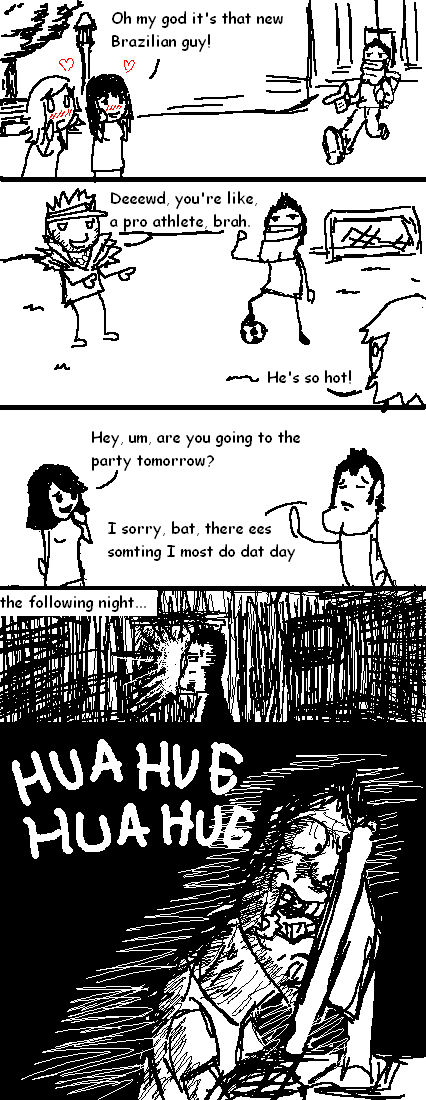 Oh my god it's that new
Brazilian guy!
Deeewd, you're like,
a pro athlete, brah.
He's so hot!
Hey, um, are you going to the
party tomorrow?
I sorry, bat, there ees
somting I most do dat day
the following night...
HUA HUE
HUA HUE